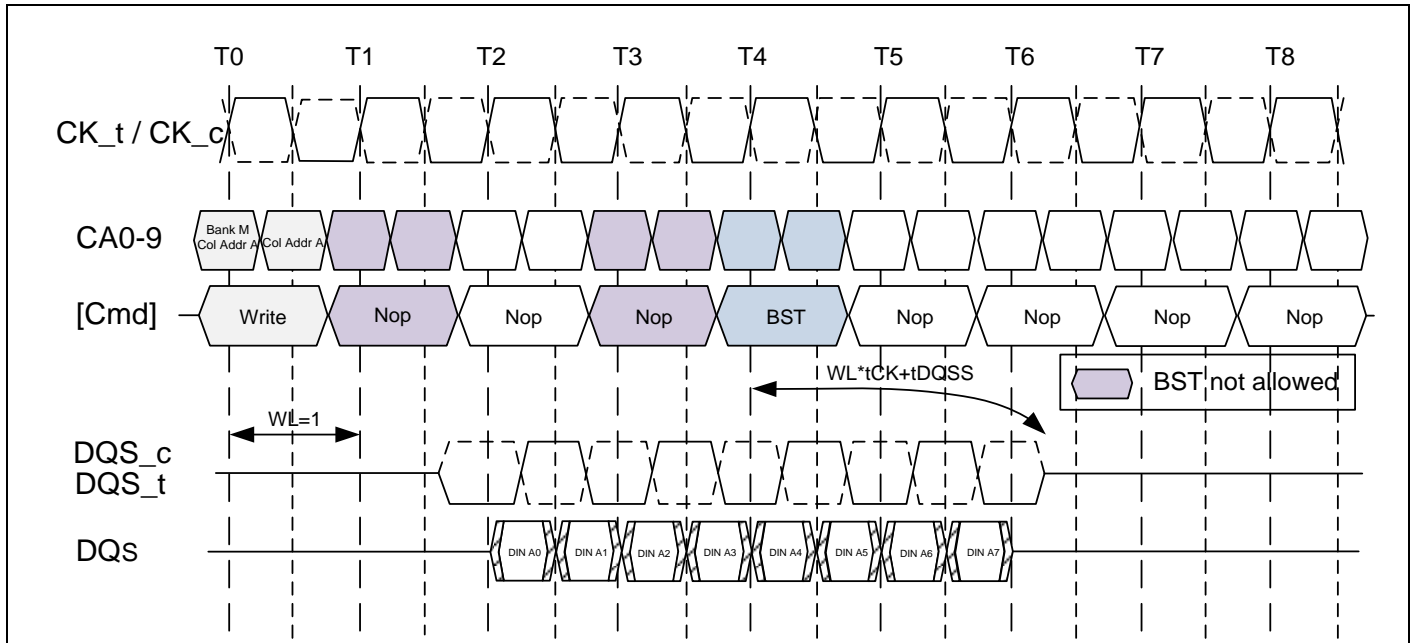 T0 T1 T2 T3 T4 T5 T6 T7 T8
CK_t / CK_c
CA0-9
Bank M
Col Addr A
Col Addr A
[Cmd]
Write Nop Nop Nop BST Nop Nop Nop Nop
WL*tCK+tDQSS
BST not allowed
WL=1
DQS_c
DQS_t
DQs
DIN A0 DIN A1 DIN A2 DIN A3 DIN A4 DIN A5 DIN A6 DIN A7